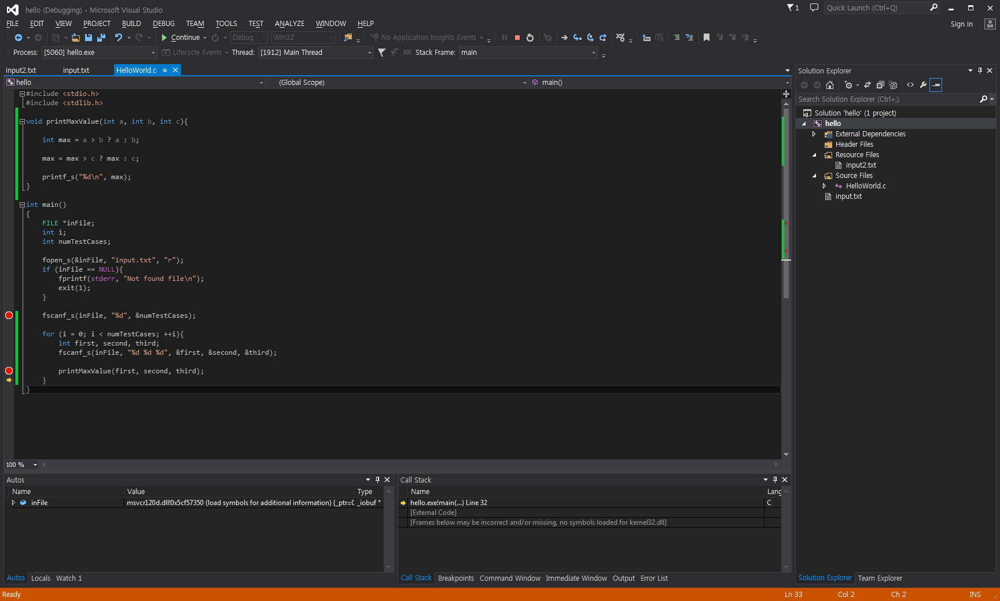 hello (Debugging) - Microsoft Visual Studio
1
Quick Launch (Ctrl+Q)
FILE EDIT VIEW PROJECT BUILD DEBUG TEAM TOOLS TEST ANALYZE WINDOW HELP
Sign in
Continue Debug Win32 No Application Insights Events
Process: [5060] hello.exe Lifecycle Events Thread: [1912] Main Thread Stack Frame: main
input2.txt input.txt HelloWorld.c
hello (Global Scope) main()
#include <stdio.h>
#include <stdlib.h>
void printMaxValue(int a, int b, int c){
int max = a > b ? a : b;
max = max > c ? max : c;
printf_s("%d\n", max);
}
int main()
{
FILE *inFile;
int i;
int numTestCases;
fopen_s(&inFile, "input.txt", "r");
if (inFile == NULL){
fprintf(stderr, "Not found file\n");
exit(1);
}
fscanf_s(inFile, "%d", &numTestCases);
for (i = 0; i < numTestCases; ++i){
int first, second, third;
fscanf_s(inFile, "%d %d %d", &first, &second, &third);
printMaxValue(first, second, third);
}
}
100 %
Solution Explorer
Search Solution Explorer (Ctrl+;)
Solution 'hello' (1 project)
hello
External Dependencies
Header Files
Resource Files
input2.txt
Source Files
HelloWorld.c
input.txt
Autos
Name Value Type
inFile msvcr120d.dll!0x5cf57350 (load symbols for additional information) {_ptr=0 _iobuf *
Autos Locals Watch 1
Call Stack
Name Lang
hello.exe!main(...) Line 32 C
[External Code]
[Frames below may be incorrect and/or missing, no symbols loaded for kernel32.dll]
Call Stack Breakpoints Command Window Immediate Window Output Error List
Solution Explorer Team Explorer
Ready Ln 33 Col 2 Ch 2 INS